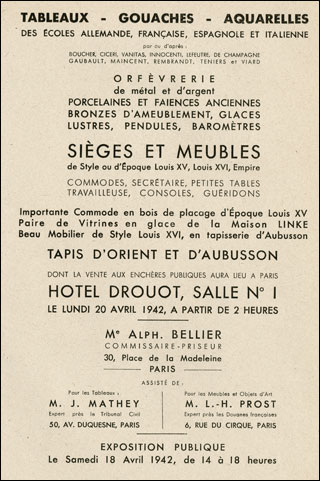 TABLEAUX - GOUACHES - AQUARELLES
DES ÉCOLES ALLEMANDE, FRANÇAISE, ESPAGNOLE ET ITALIENNE
par ou d'après :
BOUCHER, CICERI, VANITAS, INNOCENTI, LEFEUTRE, DE CHAMPAGNE
GAUBAULT, MAINCENT, REMBRANDT, TENIERS et VIARD
ORFÈVRERIE
de métal et d'argent
PORCELAINES ET FAIENCES ANCIENNES
BRONZES D'AMEUBLEMENT, GLACES
LUSTRES, PENDULES, BAROMÈTRES
SIÈGES ET MEUBLES
de Style ou d'Époque Louis XV, Louis XVI, Empire
COMMODES, SECRÉTAIRE, PETITES TABLES
TRAVAILLEUSE, CONSOLES, GUÉRIDONS
Importante Commode en bois de placage d'Époque Louis XV
Paire de Vitrines en glace de la Maison LINKE
Beau Mobilier de Style Louis XVI, en tapisserie d'Aubusson
TAPIS D'ORIENT ET D'AUBUSSON
DONT LA VENTE AUX ENCHÈRES PUBLIQUES AURA LIEU A PARIS
HOTEL DROUOT, SALLE N° 1
LE LUNDI 20 AVRIL 1942, A PARTIR DE 2 HEURES
Me ALPH. BELLIER
COMMISSAIRE-PRISEUR
30, Place de la Madeleine
PARIS
ASSISTÉ DE :
Pour les Tableaux :
M. J. MATHEY
Expert près le Tribunal Civil
50, AV. DUQUESNE, PARIS
Pour les Meubles et Objets d'Art
M. L.-H. PROST
Expert près les Douanes françaises
6, RUE DU CIRQUE, PARIS
EXPOSITION PUBLIQUE
Le Samedi 18 Avril 1942, de 14 à 18 heures